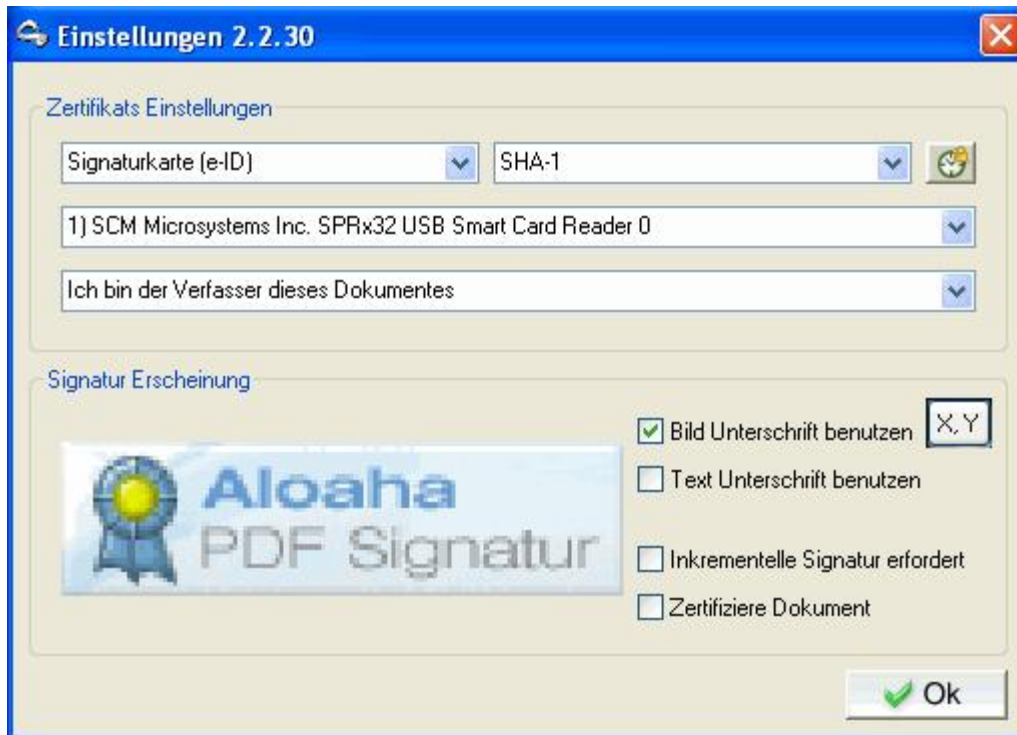 Einstellungen 2.2.30
Zertifikats Einstellungen
Signaturkarte (e-ID)
SHA-1
1) SCM Microsystems Inc. SPRx32 USB Smart Card Reader 0
Ich bin der Verfasser dieses Dokumentes
Signatur Erscheinung
Aloaha
PDF Signatur
Bild Unterschrift benutzen
X,Y
Text Unterschrift benutzen
Inkrementelle Signatur erfordert
Zertifiziere Dokument
Ok